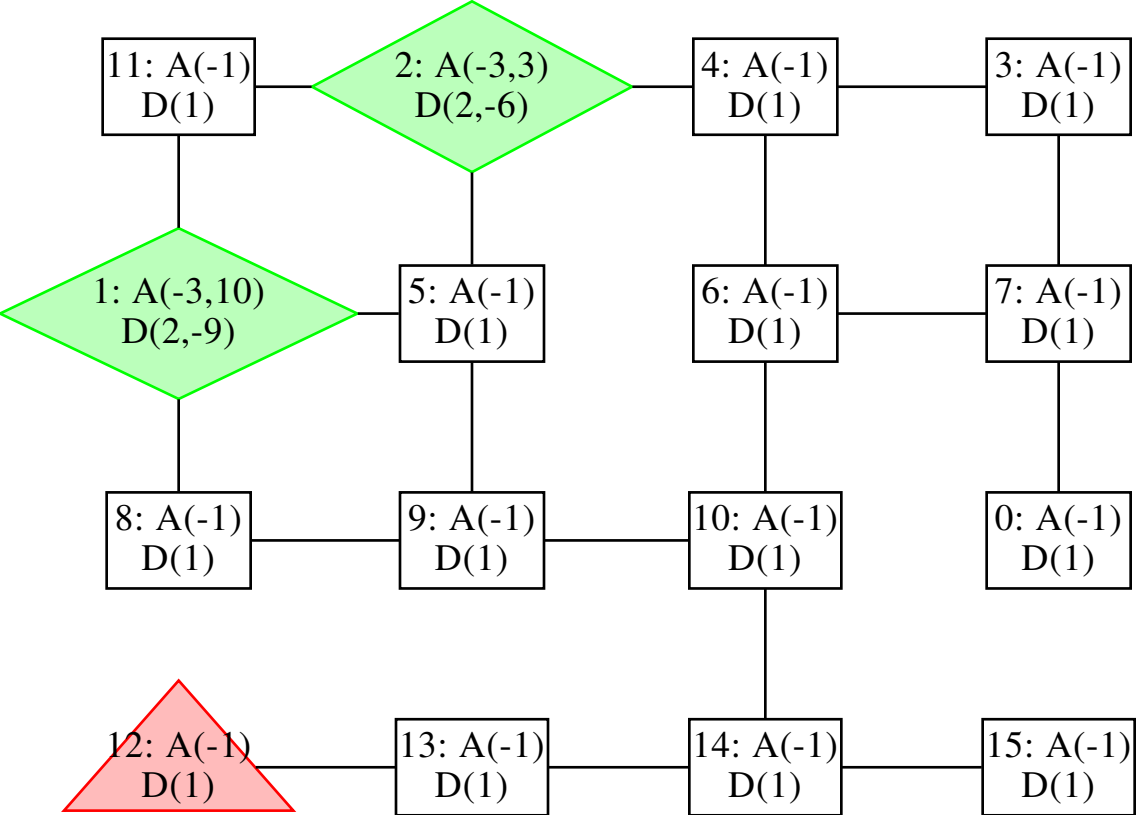 11: A(-1)
D(1)
2: A(-3,3)
D(2,-6)
4: A(-1)
D(1)
3: A(-1)
D(1)
1: A(-3,10)
D(2,-9)
5: A(-1)
D(1)
6: A(-1)
D(1)
7: A(-1)
D(1)
8: A(-1)
D(1)
9: A(-1)
D(1)
10: A(-1)
D(1)
0: A(-1)
D(1)
12: A(-1)
D(1)
13: A(-1)
D(1)
14: A(-1)
D(1)
15: A(-1)
D(1)